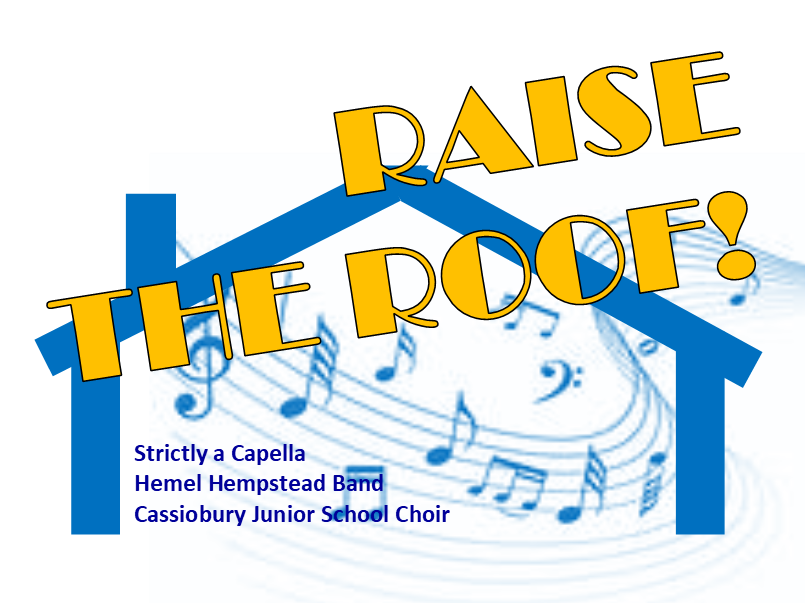 RAISE
THE ROOF!
Strictly a Capella
Hemel Hempstead Band
Cassiobury Junior School Choir